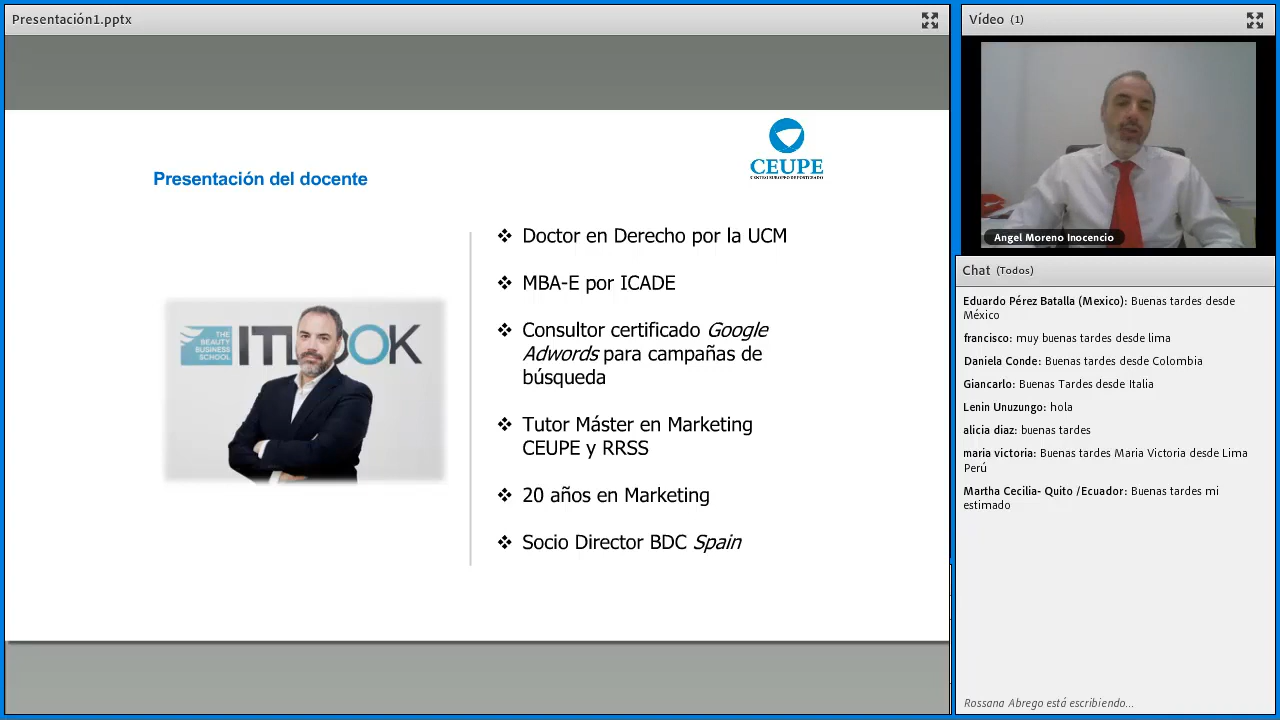 Presentación1.pptx
CEUPE
CENTRO EUROPEO DE POSTGRADO
Presentación del docente
THE
BEAUTY
BUSINESS
SCHOOL
❖ Doctor en Derecho por la UCM
❖ MBA-E por ICADE
❖ Consultor certificado Google
Adwords para campañas de
búsqueda
❖ Tutor Máster en Marketing
CEUPE y RRSS
❖ 20 años en Marketing
❖ Socio Director BDC Spain
Vídeo (1)
Angel Moreno Inocencio
Chat (Todos)
Eduardo Pérez Batalla (Mexico): Buenas tardes desde
México
francisco: muy buenas tardes desde lima
Daniela Conde: Buenas tardes desde Colombia
Giancarlo: Buenas Tardes desde Italia
Lenin Unuzungo: hola
alicia diaz: buenas tardes
maria victoria: Buenas tardes Maria Victoria desde Lima
Perú
Martha Cecilia- Quito /Ecuador: Buenas tardes mi
estimado
Rossana Abrego está escribiendo...